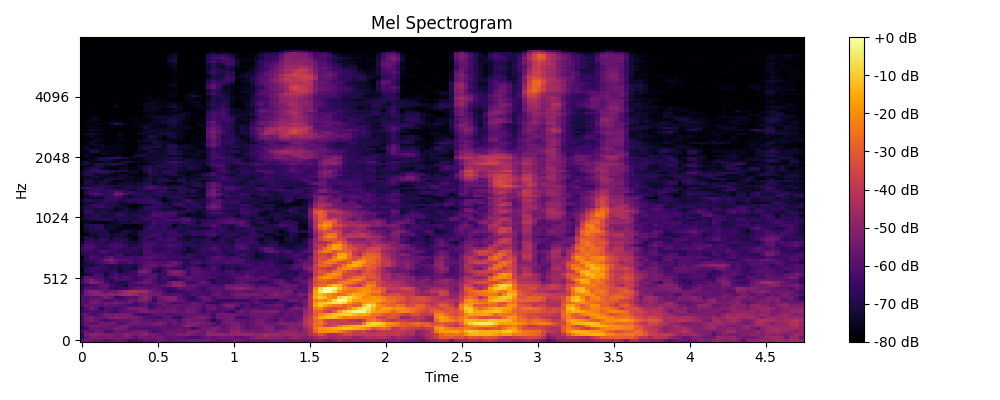 Mel Spectrogram
+0 dB
-10 dB
-20 dB
-30 dB
-40 dB
-50 dB
-60 dB
-70 dB
-80 dB
Hz
4096
2048
1024
512
0
0 0.5 1 1.5 2 2.5 3 3.5 4 4.5
Time